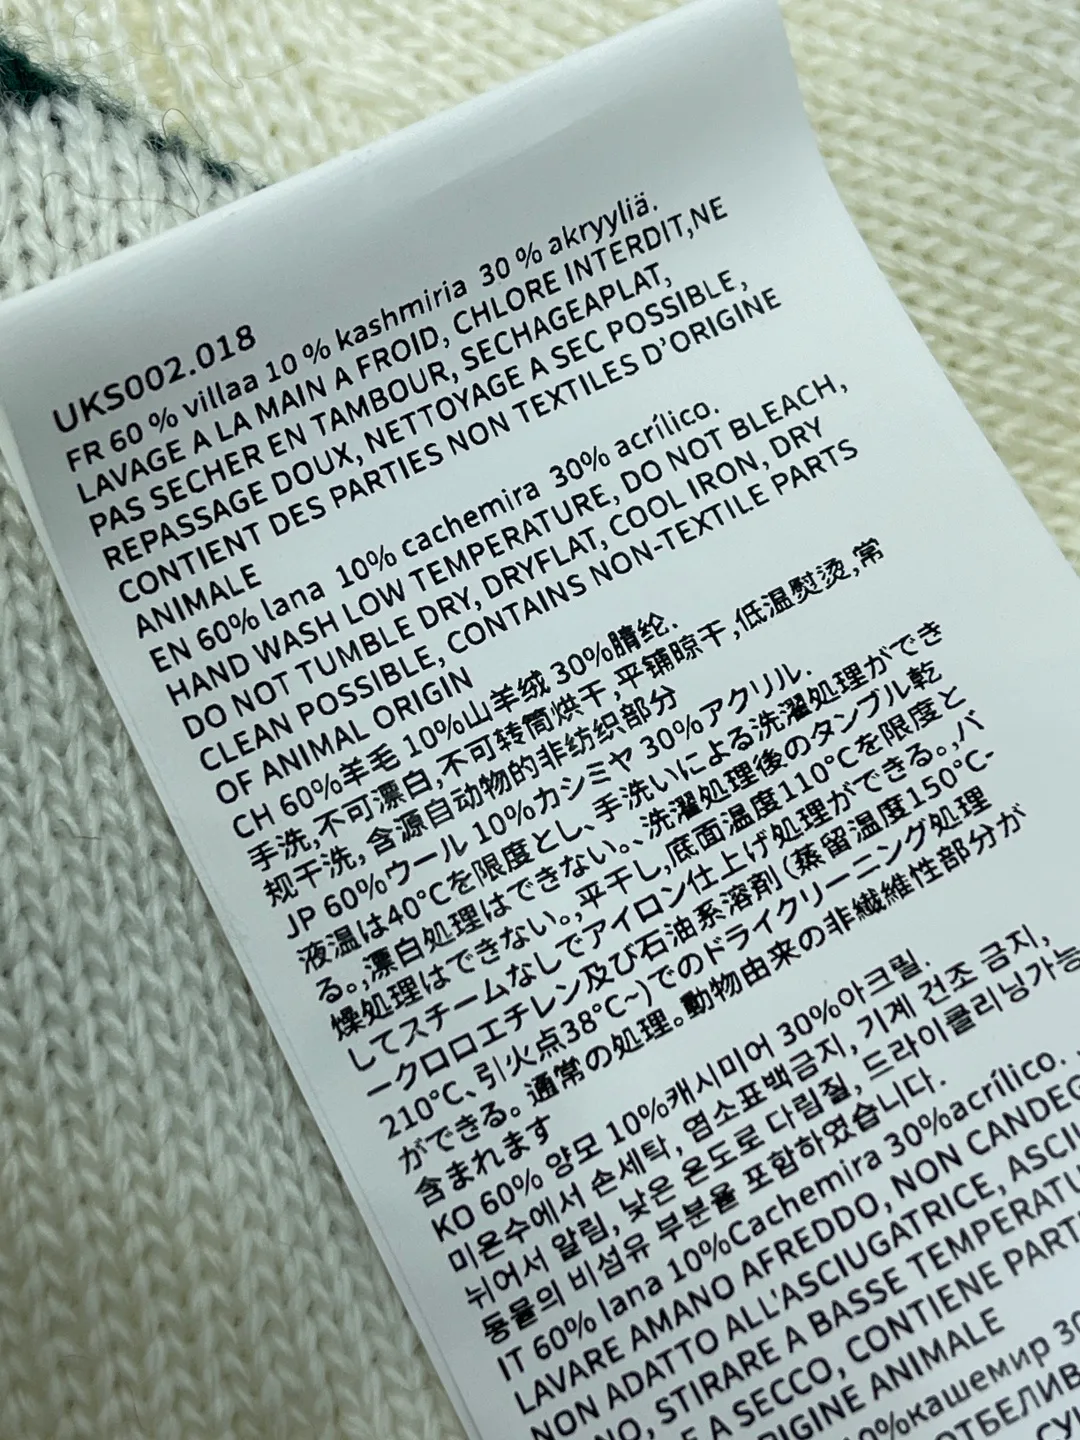 UKS002.018
FR 60 % villaa 10 % kashmiria 30 % akryyliä.
LAVAGE A LA MAIN A FROID, CHLORE INTERDIT,NE
PAS SECHER EN TAMBOUR, SECHAGEAPLAT,
REPASSAGE DOUX, NETTOYAGE A SEC POSSIBLE,
CONTIENT DES PARTIES NON TEXTILES D'ORIGINE
ANIMALE
EN 60% lana 10% cachemira 30% acrílico.
HAND WASH LOW TEMPERATURE, DO NOT BLEACH,
DO NOT TUMBLE DRY, DRYFLAT, COOL IRON, DRY
CLEAN POSSIBLE, CONTAINS NON-TEXTILE PARTS
OF ANIMAL ORIGIN
CH 60%羊毛 10%山羊绒 30%腈纶.
手洗,不可漂白,不可转筒烘干,平铺晾干,低温熨烫,常
规干洗,含源自动物的非纺织部分
JP 60%ウール 10%カシミヤ 30%アクリル.
液温は40℃を限度とし、手洗いによる洗濯処理ができ
る。,漂白処理はできない。、洗濯処理後のタンブル乾
燥処理はできない。,平干し,底面温度110℃を限度と
してスチームなしでアイロン仕上げ処理ができる。,パ
ークロロエチレン及び石油系溶剤(蒸留温度150℃-
210℃、引火点38℃~)でのドライクリーニング処理
ができる。通常の処理。動物由来の非繊維性部分が
含まれます
KO 60% 양모 10%캐시미어 30%아크릴.
미온수에서 손세탁, 염소표백금지, 기계 건조 금지,
뉘어서 말림, 낮은 온도로 다림질, 드라이클리닝가능
동물의 비섬유 부분을 포함하였습니다.
IT 60% lana 10%Cachemira 30%acrílico.
LAVARE AMANO AFREDDO, NON CANDEG
NON ADATTO ALL'ASCIUGATRICE, ASCIU
NO, STIRARE A BASSE TEMPERATU
E A SECCO, CONTIENE PARTI
RIGINE ANIMALE
0%кашемир 30
ОТБЕЛИВ
СУ